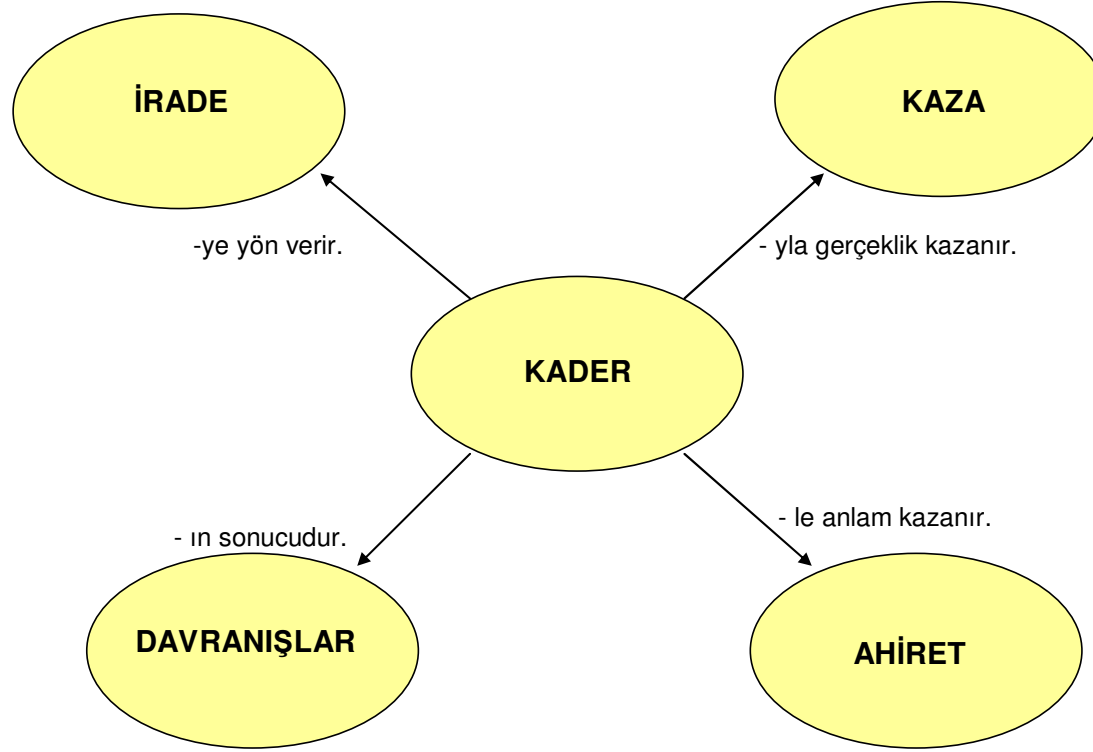 İRADE
KAZA
-ye yön verir.
- yla gerçeklik kazanır.
KADER
- ın sonucudur.
- le anlam kazanır.
DAVRANIŞLAR
AHİRET